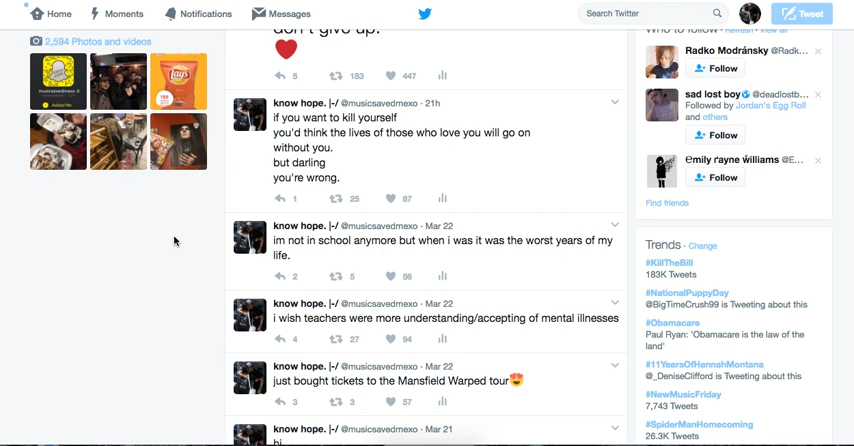 Home
Moments
Notifications
Messages
Search Twitter
Tweet
2,594 Photos and videos
musicsavedmexo
Lay's
don't give up!
5
183
447
know hope. |-/ @musicsavedmexo · 21h
if you want to kill yourself
you'd think the lives of those who love you will go on
without you.
but darling
you're wrong.
1
25
87
know hope. |-/ @musicsavedmexo · Mar 22
im not in school anymore but when i was it was the worst years of my
life.
2
5
56
know hope. |-/ @musicsavedmexo · Mar 22
i wish teachers were more understanding/accepting of mental illnesses
4
27
94
know hope. |-/ @musicsavedmexo · Mar 22
just bought tickets to the Mansfield Warped tour😍
3
3
57
know hope. |-/ @musicsavedmexo · Mar 21
hi
Who to follow · Refresh · View all
Radko Modránsky @Radk...
Follow
sad lost boy @deadlostb...
Followed by Jordan's Egg Roll
and others
Follow
Emily rayne williams @E...
Follow
Find friends
Trends · Change
#KillTheBill
183K Tweets
#NationalPuppyDay
@BigTimeCrush99 is Tweeting about this
#Obamacare
Paul Ryan: 'Obamacare is the law of the
land'
#11YearsOfHannahMontana
@_DeniseClifford is Tweeting about this
#NewMusicFriday
7,743 Tweets
#SpiderManHomecoming
26.3K Tweets